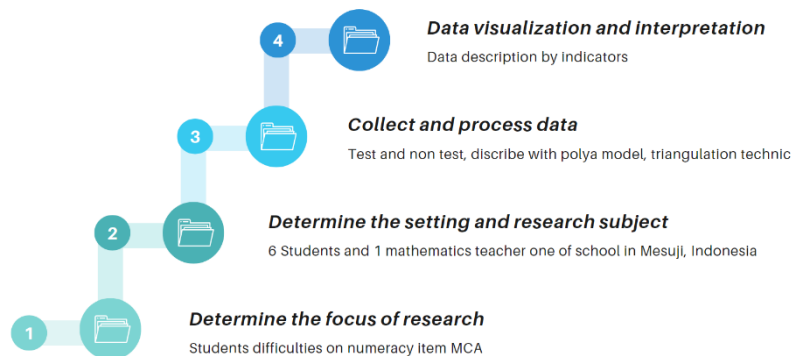 4
Data visualization and interpretation
Data description by indicators
3
Collect and process data
Test and non test, discribe with polya model, triangulation technic
2
Determine the setting and research subject
6 Students and 1 mathematics teacher one of school in Mesuji, Indonesia
1
Determine the focus of research
Students difficulties on numeracy item MCA